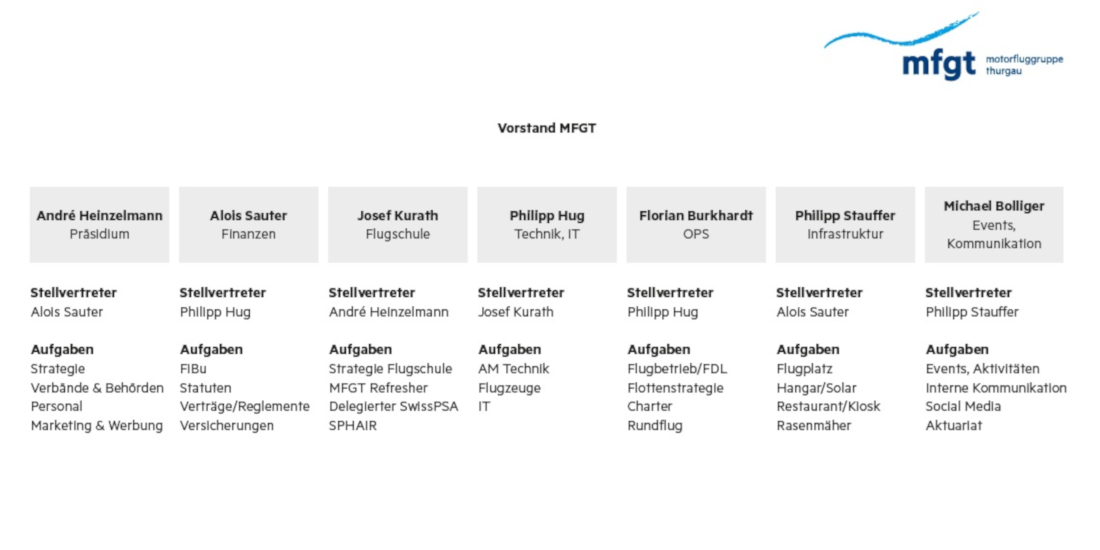 mfgt motorfluggruppe
thurgau
Vorstand MFGT
André Heinzelmann
Präsidium
Alois Sauter
Finanzen
Josef Kurath
Flugschule
Philipp Hug
Technik, IT
Florian Burkhardt
OPS
Philipp Stauffer
Infrastruktur
Michael Bolliger
Events,
Kommunikation
Stellvertreter
Alois Sauter
Aufgaben
Strategie
Verbände & Behörden
Personal
Marketing & Werbung
Stellvertreter
Philipp Hug
Aufgaben
FiBu
Statuten
Verträge/Reglemente
Versicherungen
Stellvertreter
André Heinzelmann
Aufgaben
Strategie Flugschule
MFGT Refresher
Delegierter SwissPSA
SPHAIR
Stellvertreter
Josef Kurath
Aufgaben
AM Technik
Flugzeuge
IT
Stellvertreter
Philipp Hug
Aufgaben
Flugbetrieb/FDL
Flottenstrategie
Charter
Rundflug
Stellvertreter
Alois Sauter
Aufgaben
Flugplatz
Hangar/Solar
Restaurant/Kiosk
Rasenmäher
Stellvertreter
Philipp Stauffer
Aufgaben
Events, Aktivitäten
Interne Kommunikation
Social Media
Aktuariat